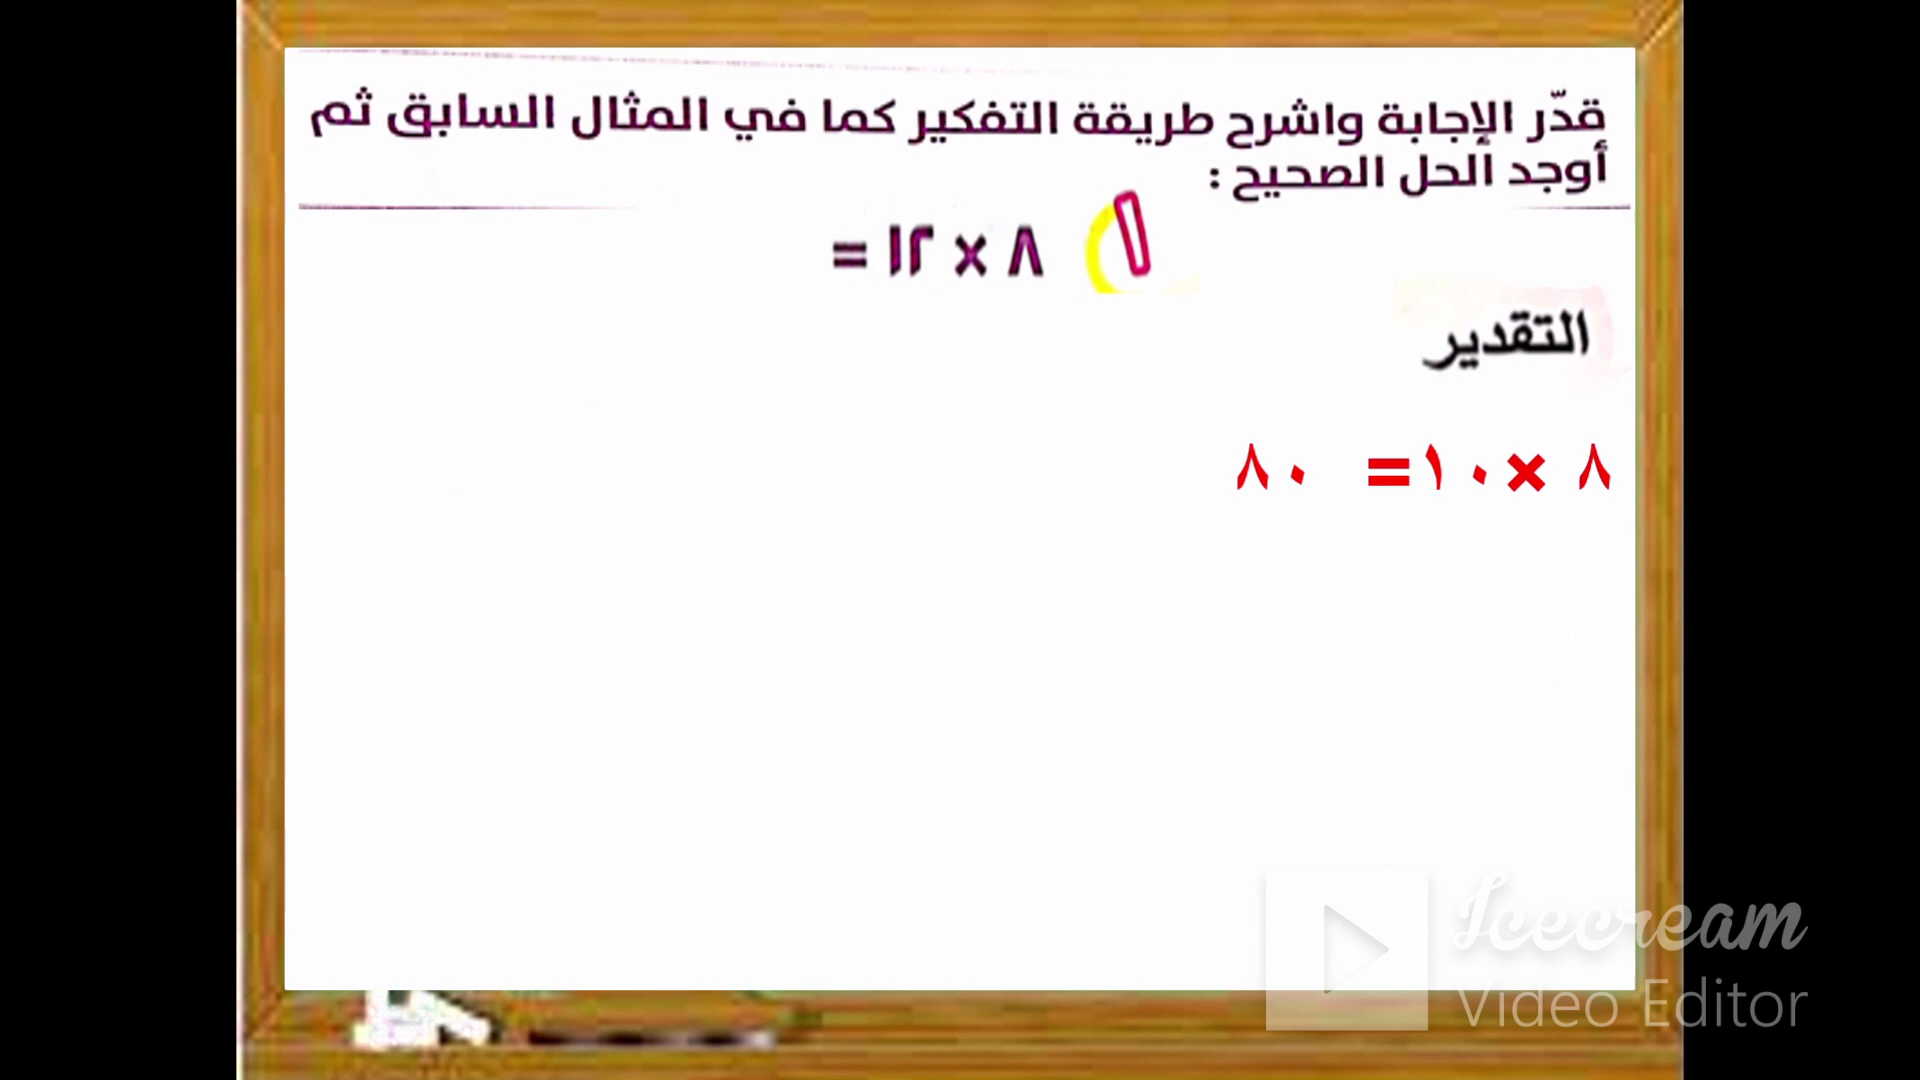 قدّر الإجابة واشرح طريقة التفكير كما في المثال السابق ثم
أوجد الحل الصحيح :
١ ٨ × ١٢ =
التقدير
٨ × ١٠ = ٨٠
Icecream
Video Editor